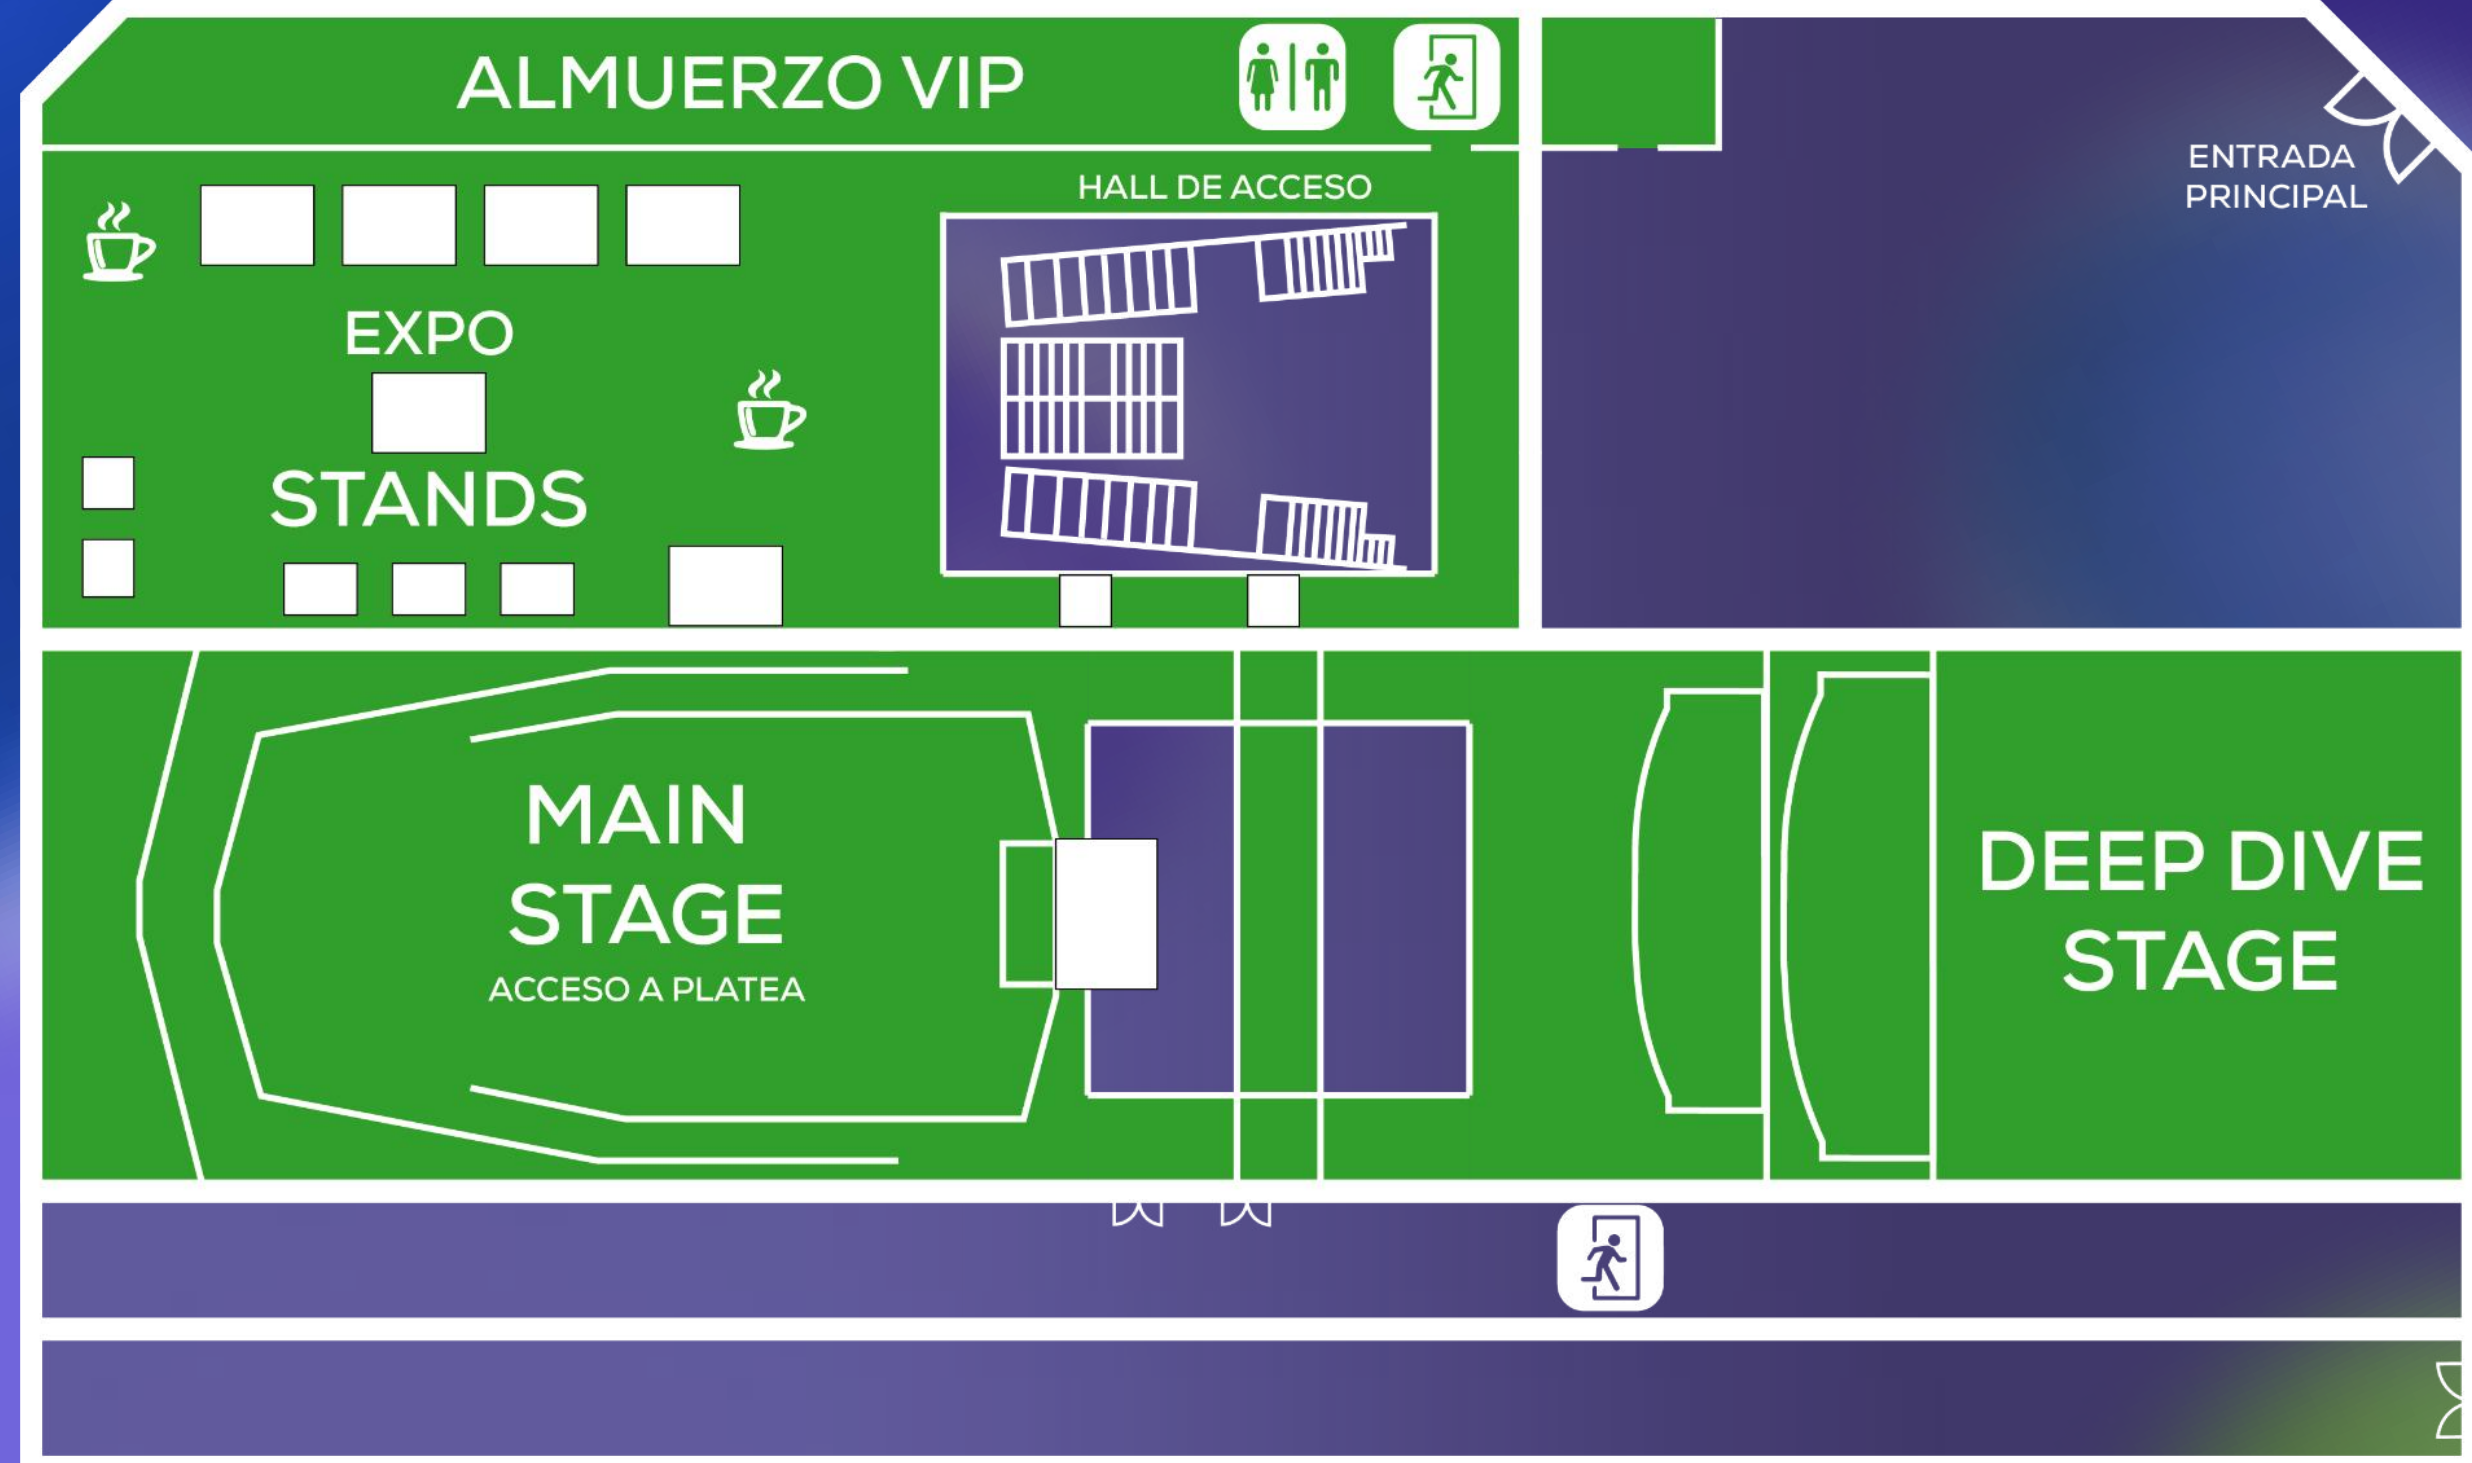 ALMUERZO VIP
ENTRADA
PRINCIPAL
HALL DE ACCESO
EXPO
STANDS
MAIN
STAGE
ACCESO A PLATEA
DEEP DIVE
STAGE